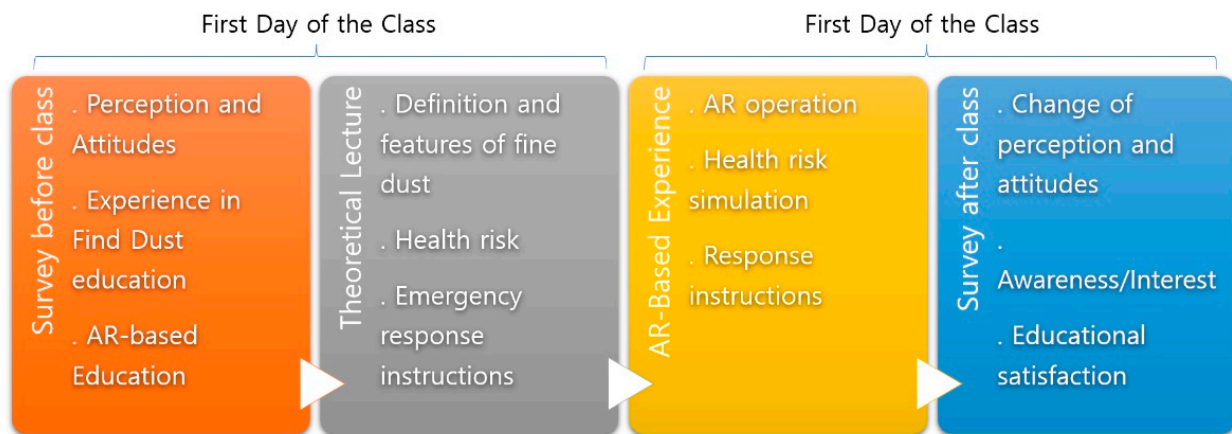 First Day of the Class
First Day of the Class
Survey before class
. Perception and
Attitudes
. Experience in
Find Dust
education
. AR-based
Education
Theoretical Lecture
. Definition and
features of fine
dust
. Health risk
. Emergency
response
instructions
AR-Based Experience
. AR operation
. Health risk
simulation
. Response
instructions
Survey after class
. Change of
perception and
attitudes
.
Awareness/Interest
. Educational
satisfaction